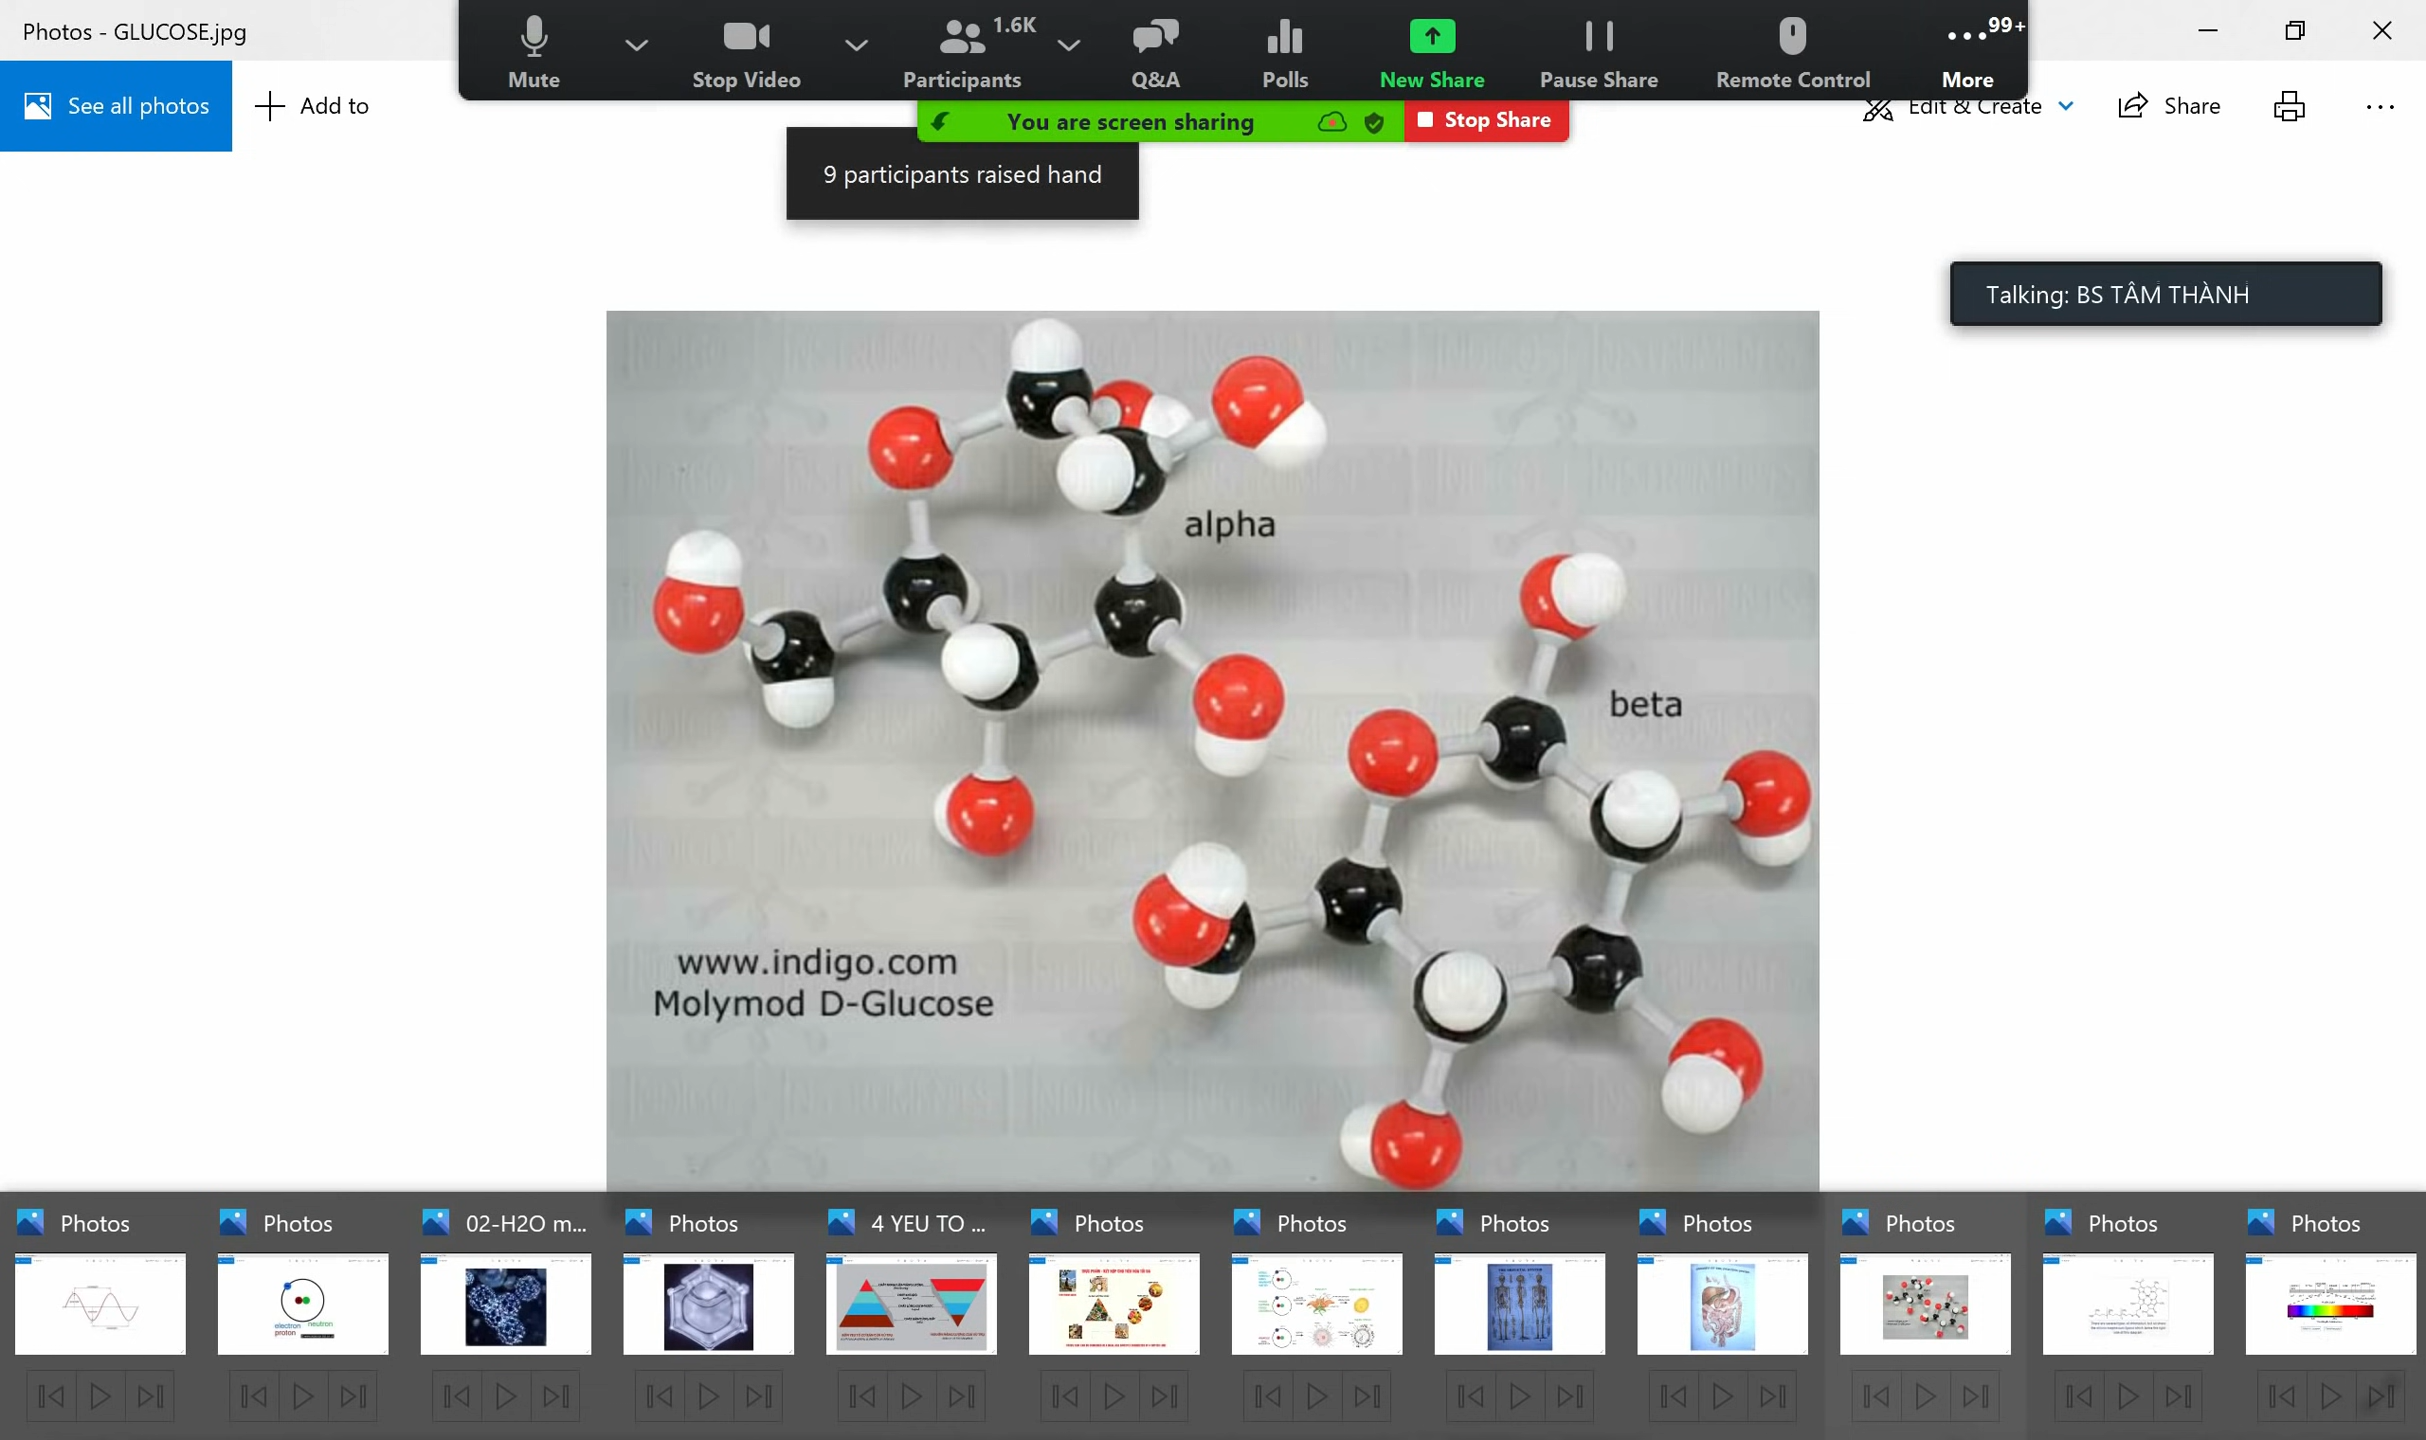 Photos - GLUCOSE.jpg
1.6K
99+
Mute
Stop Video
Participants
Q&A
Polls
New Share
Pause Share
Remote Control
More
See all photos
Add to
You are screen sharing
Stop Share
Edit & Create
Share
9 participants raised hand
Talking: BS TÂM THÀNH
alpha
beta
www.indigo.com
Molymod D-Glucose
Photos
Photos
02-H2O m...
Photos
4 YEU TO ...
Photos
Photos
Photos
Photos
Photos
Photos
Photos
electron
neutron
proton